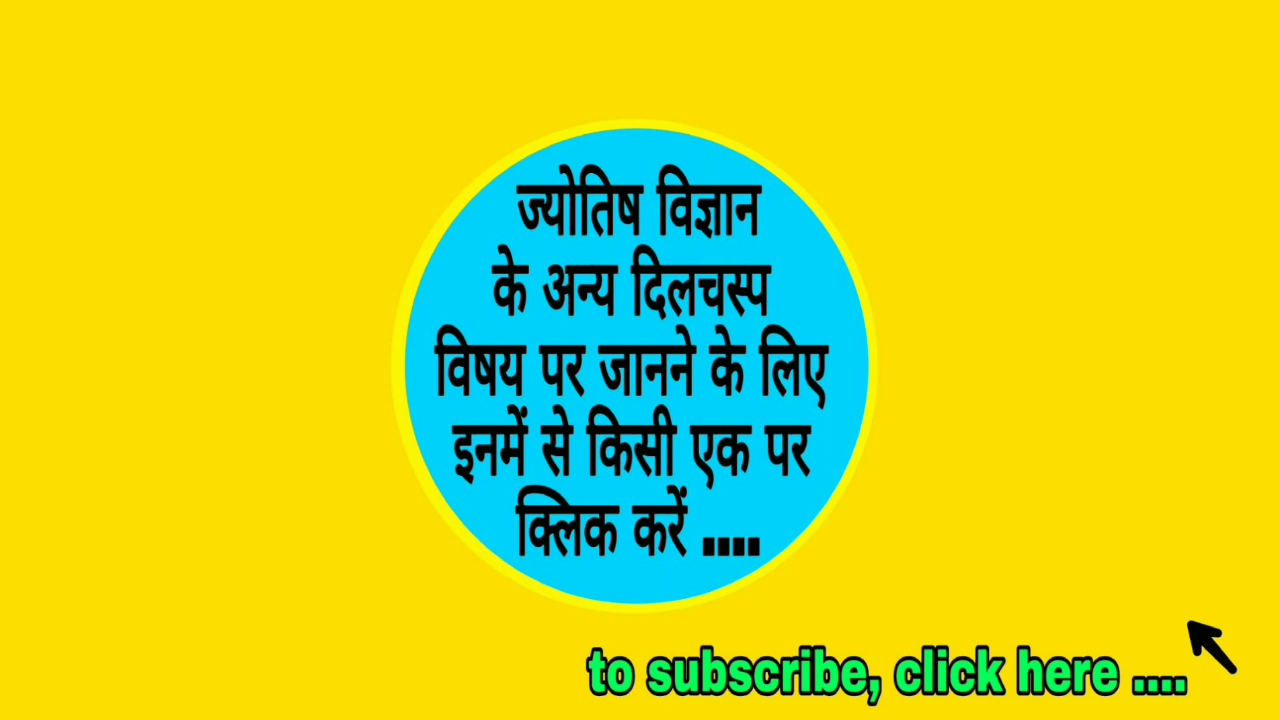 ज्योतिष विज्ञान
के अन्य दिलचस्प
विषय पर जानने के लिए
इनमें से किसी एक पर
क्लिक करें ....
to subscribe, click here ....